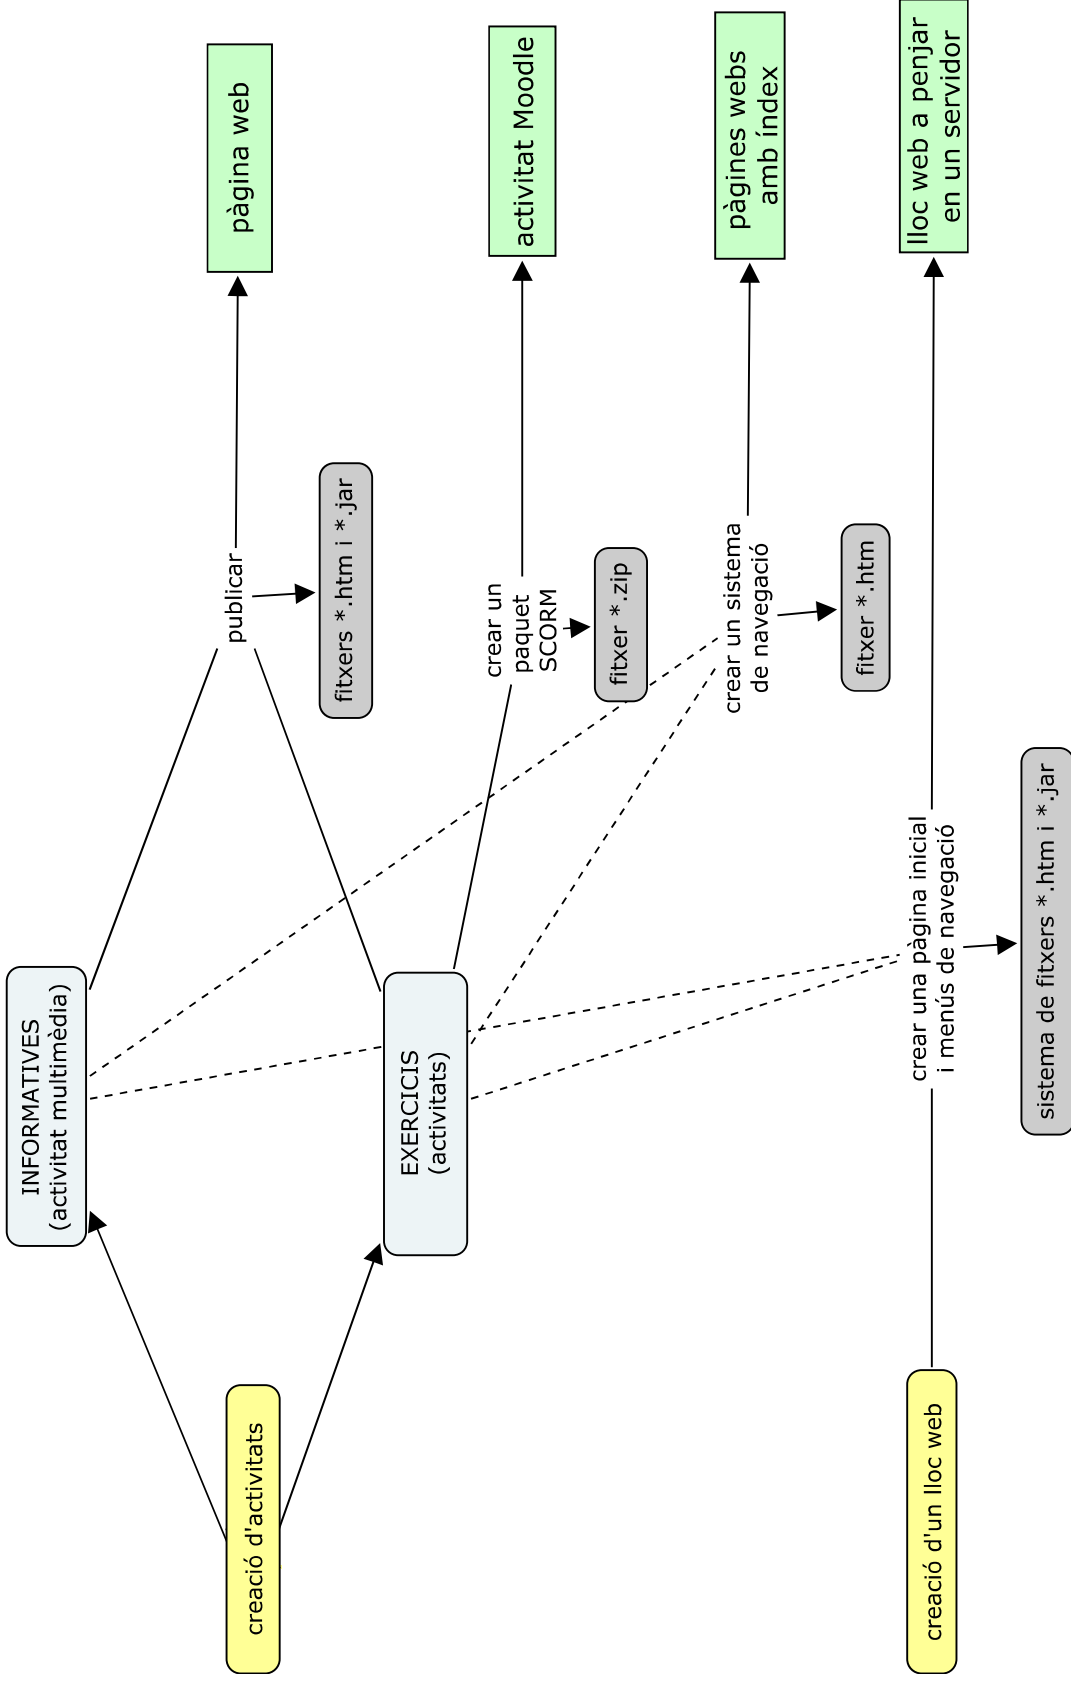 INFORMATIVES
(activitat multimèdia)
creació d'activitats
publicar
pàgina web
fitxers *.htm i *.jar
EXERCICIS
(activitats)
crear un
paquet
SCORM
activitat Moodle
fitxer *.zip
crear un sistema
de navegació
pàgines webs
amb índex
fitxer *.htm
creació d'un lloc web
crear una pàgina inicial
i menús de navegació
lloc web a penjar
en un servidor
sistema de fitxers *.htm i *.jar